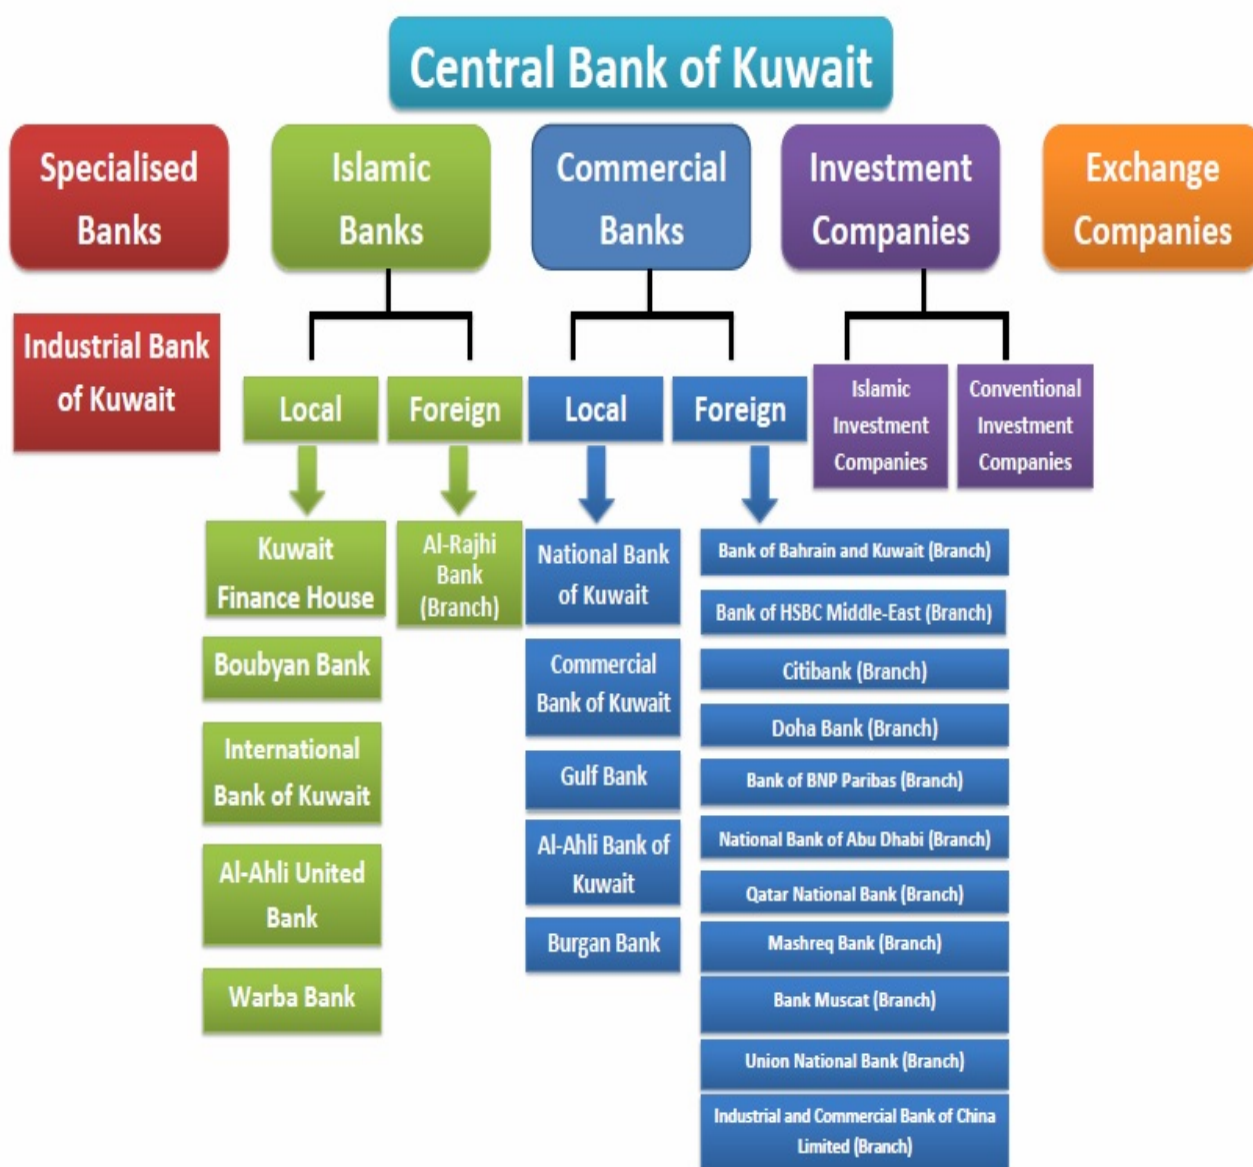 Central Bank of Kuwait
Specialised
Banks
Islamic
Banks
Commercial
Banks
Investment
Companies
Exchange
Companies
Industrial Bank
of Kuwait
Local
Foreign
Local
Foreign
Islamic
Investment
Companies
Conventional
Investment
Companies
Kuwait
Finance House
Boubyan Bank
International
Bank of Kuwait
Al-Ahli United
Bank
Warba Bank
Al-Rajhi
Bank
(Branch)
National Bank
of Kuwait
Commercial
Bank of Kuwait
Gulf Bank
Al-Ahli Bank of
Kuwait
Burgan Bank
Bank of Bahrain and Kuwait (Branch)
Bank of HSBC Middle-East (Branch)
Citibank (Branch)
Doha Bank (Branch)
Bank of BNP Paribas (Branch)
National Bank of Abu Dhabi (Branch)
Qatar National Bank (Branch)
Mashreq Bank (Branch)
Bank Muscat (Branch)
Union National Bank (Branch)
Industrial and Commercial Bank of China
Limited (Branch)